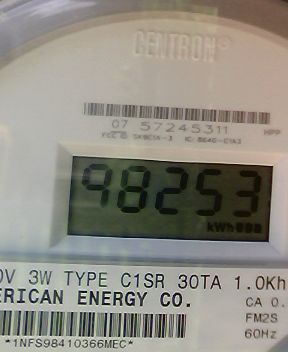 CENTRON®
07 57245311 HPP
98253
kWh
0V 3W TYPE C1SR 30TA 1.0Kh
ERICAN ENERGY CO. CA 0.
FM2S
60Hz
*1NFS98410366MEC*